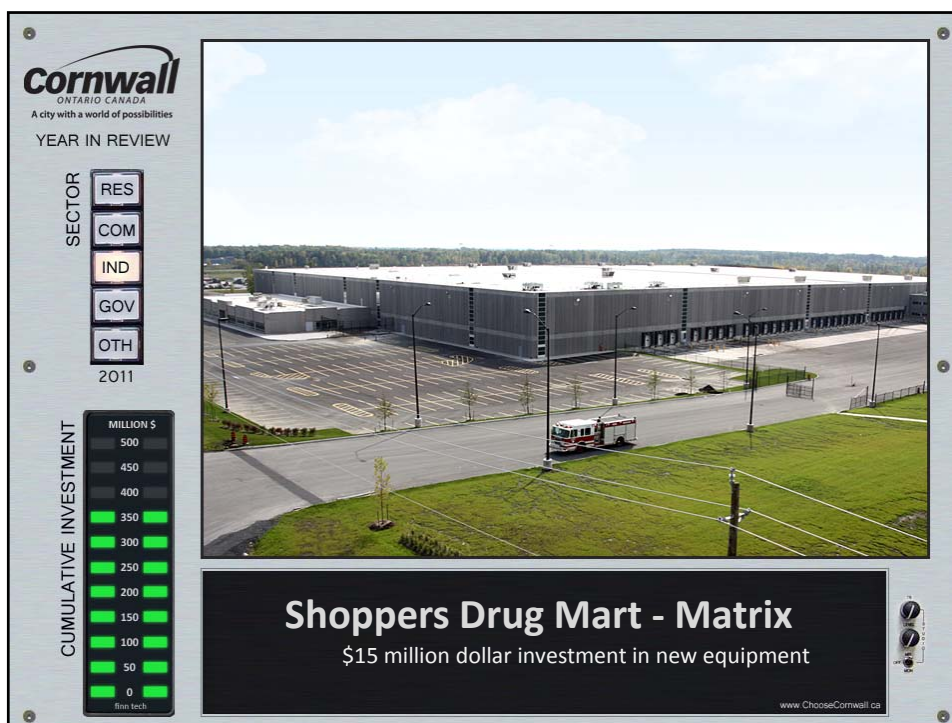 Cornwall
ONTARIO CANADA
A city with a world of possibilities
YEAR IN REVIEW
SECTOR
RES
COM
IND
GOV
OTH
2011
CUMULATIVE INVESTMENT
MILLION $
500
450
400
350
300
250
200
150
100
50
0
finn tech
Shoppers Drug Mart - Matrix
$15 million dollar investment in new equipment
www.ChooseCornwall.ca
LEVEL
OFF